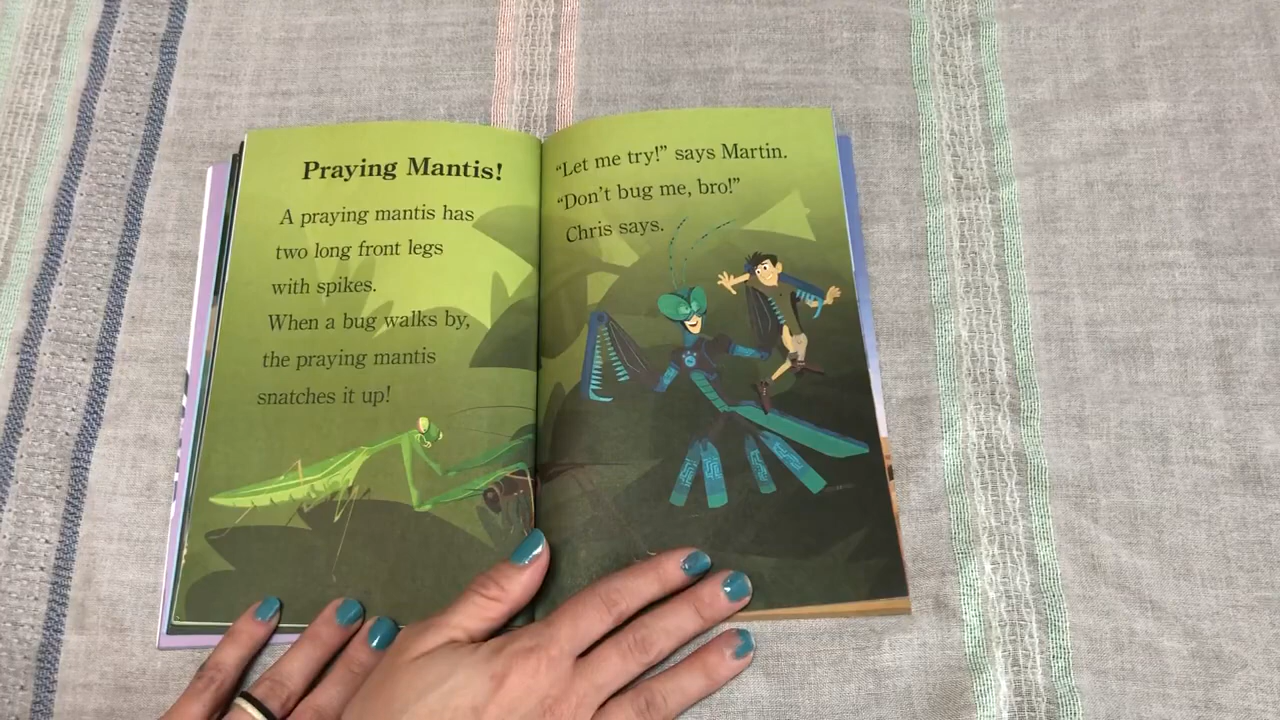 Praying Mantis!
A praying mantis has
two long front legs
with spikes.
When a bug walks by,
the praying mantis
snatches it up!
“Let me try!” says Martin.
“Don’t bug me, bro!”
Chris says.